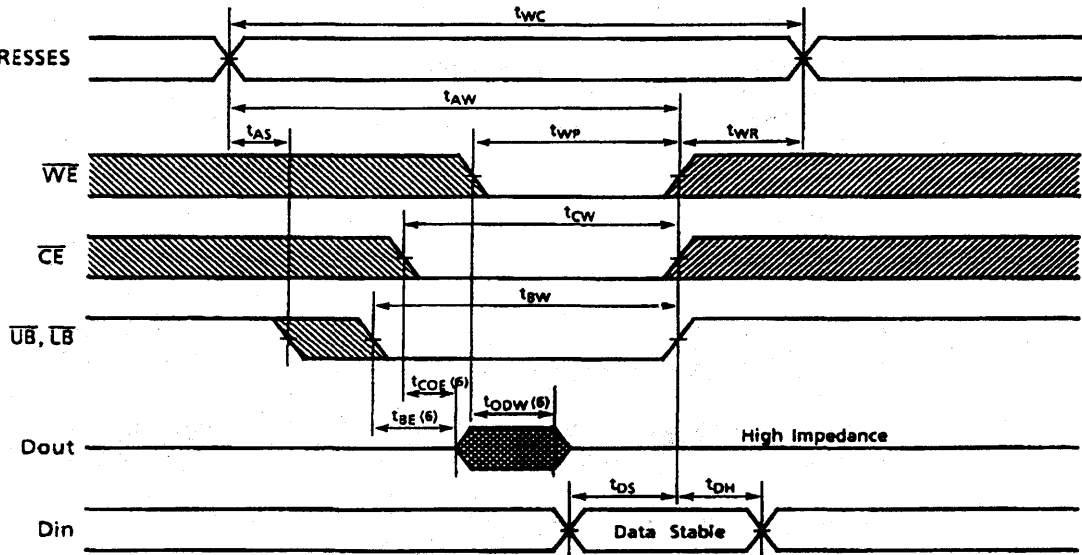 tWC
RESSES
tAW
tAS
tWP
tWR
WE
tCW
CE
tBW
UB, LB
tCOE (6)
tODW (6)
tBE (6)
Dout
High Impedance
tDS
tDH
Din
Data Stable